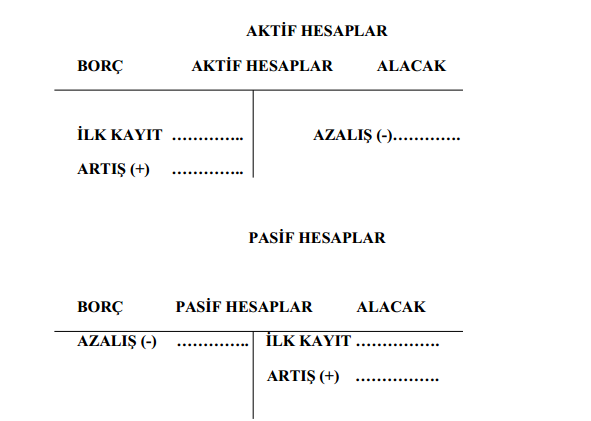 AKTİF HESAPLAR
BORÇ AKTİF HESAPLAR ALACAK
İLK KAYIT ………….. AZALIŞ (-)………….
ARTIŞ (+) …………..
PASİF HESAPLAR
BORÇ PASİF HESAPLAR ALACAK
AZALIŞ (-) ………….. İLK KAYIT …………….
ARTIŞ (+) …………….